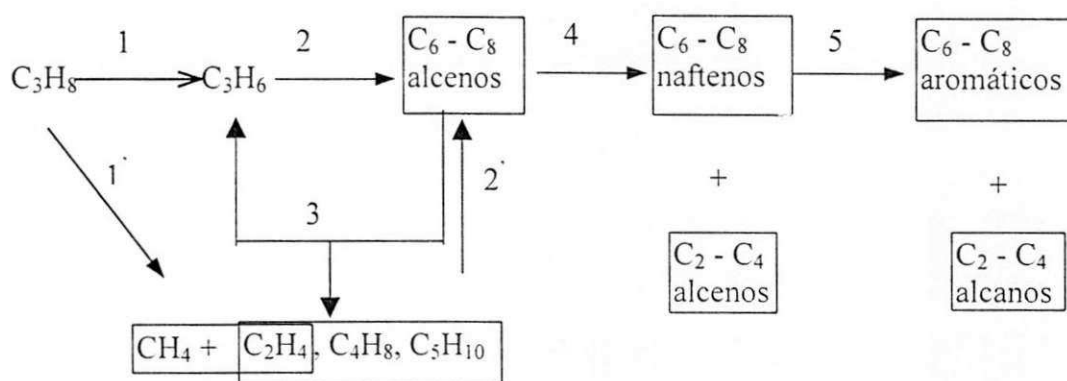 1
2
4
5
C₃H₈
C₃H₆
C₆ - C₈
alcenos
C₆ - C₈
naftenos
C₆ - C₈
aromáticos
1`
2`
3
+
+
C₂ - C₄
alcenos
C₂ - C₄
alcanos
CH₄ + C₂H₄, C₄H₈, C₅H₁₀